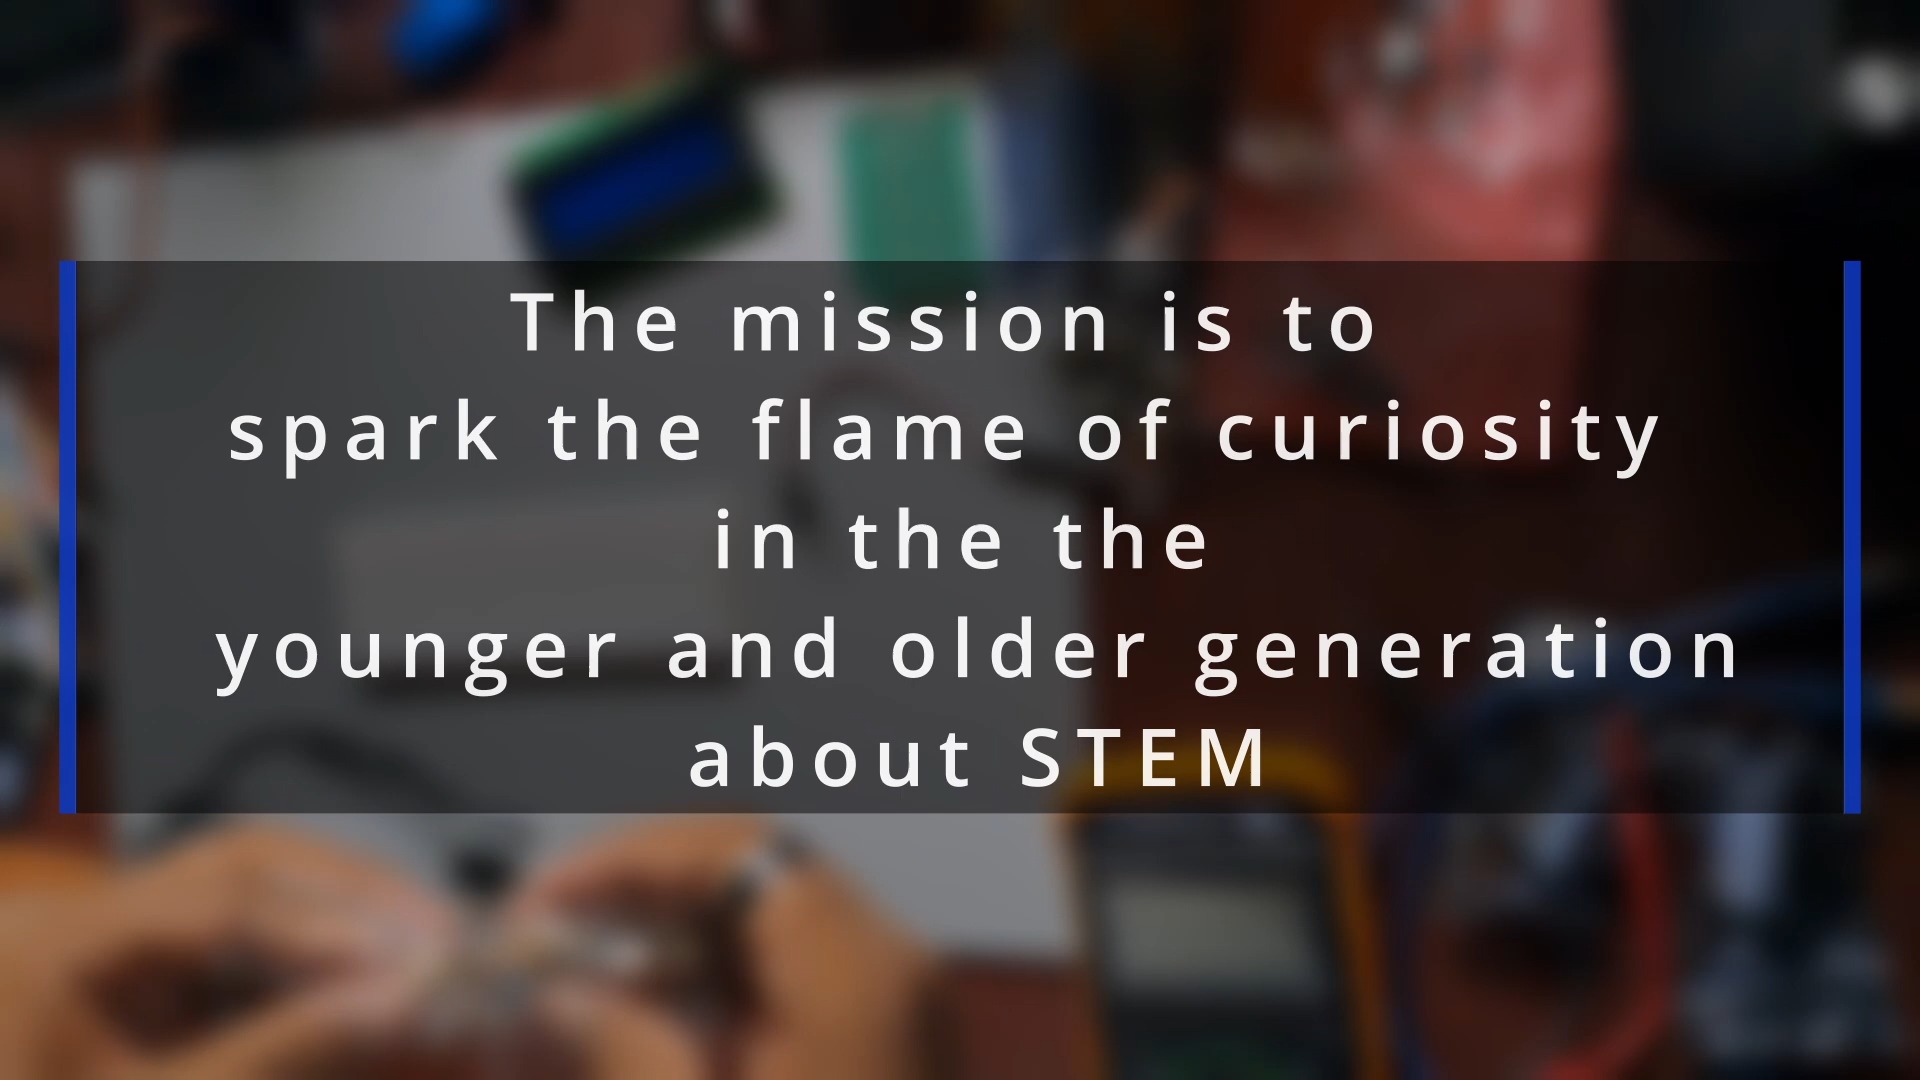 The mission is to
spark the flame of curiosity
in the the
younger and older generation
about STEM